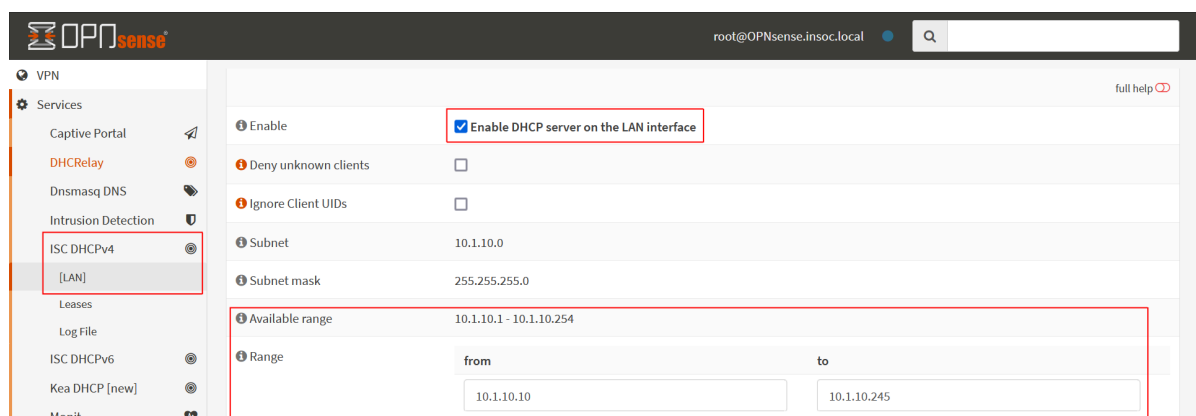 OPNsense
root@OPNsense.insoc.local
VPN
Services
Captive Portal
DHCRelay
Dnsmasq DNS
Intrusion Detection
ISC DHCPv4
[LAN]
Leases
Log File
ISC DHCPv6
Kea DHCP [new]
Monit
full help
Enable
Enable DHCP server on the LAN interface
Deny unknown clients
Ignore Client UIDs
Subnet
10.1.10.0
Subnet mask
255.255.255.0
Available range
10.1.10.1 - 10.1.10.254
Range
from to
10.1.10.10 10.1.10.245